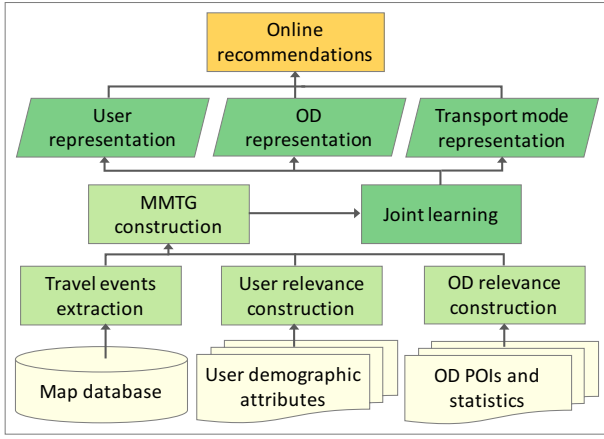 Online
recommendations
User
representation
OD
representation
Transport mode
representation
MMTG
construction
Joint learning
Travel events
extraction
User relevance
construction
OD relevance
construction
Map database
User demographic
attributes
OD POIs and
statistics